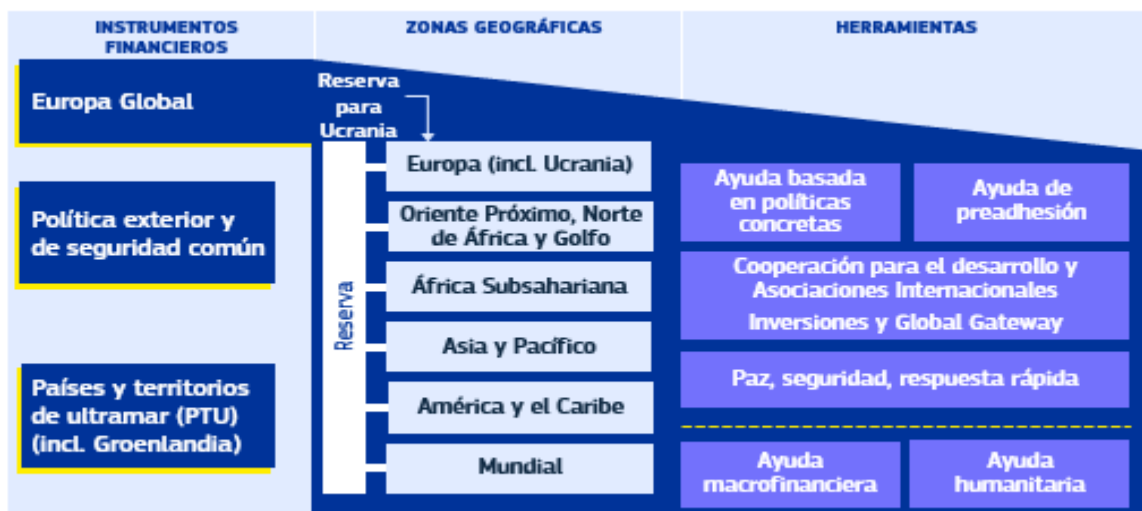 INSTRUMENTOS
FINANCIEROS
ZONAS GEOGRÁFICAS
HERRAMIENTAS
Europa Global
Política exterior y
de seguridad común
Países y territorios
de ultramar (PTU)
(incl. Groenlandia)
Reserva
para
Ucrania
Reserva
Europa (incl. Ucrania)
Oriente Próximo, Norte
de África y Golfo
África Subsahariana
Asia y Pacífico
América y el Caribe
Mundial
Ayuda basada
en políticas
concretas
Ayuda de
preadhesión
Cooperación para el desarrollo y
Asociaciones Internacionales
Inversiones y Global Gateway
Paz, seguridad, respuesta rápida
Ayuda
macrofinanciera
Ayuda
humanitaria